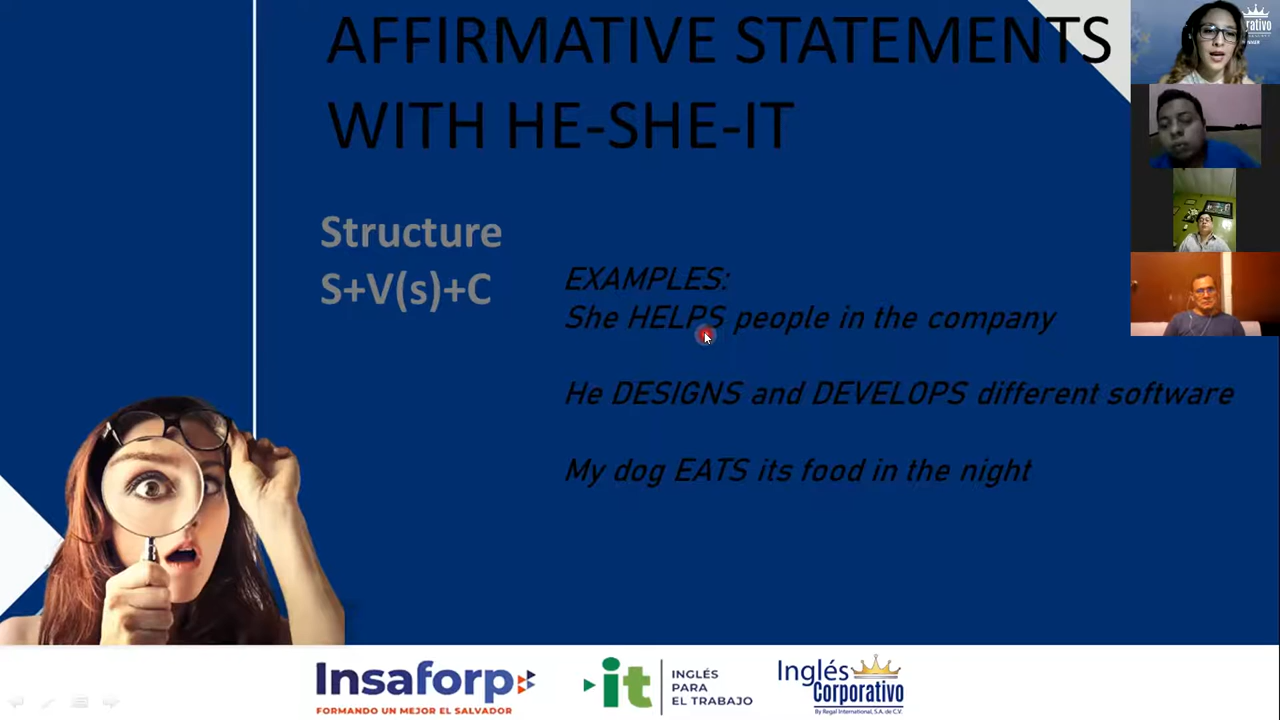 AFFIRMATIVE STATEMENTS
WITH HE-SHE-IT
Structure
S+V(s)+C
EXAMPLES:
She HELPS people in the company
He DESIGNS and DEVELOPS different software
My dog EATS its food in the night
Insaforp
FORMANDO UN MEJOR EL SALVADOR
it
INGLÉS
PARA
EL TRABAJO
Inglés
Corporativo
By Regal International, S.A. de C.V.